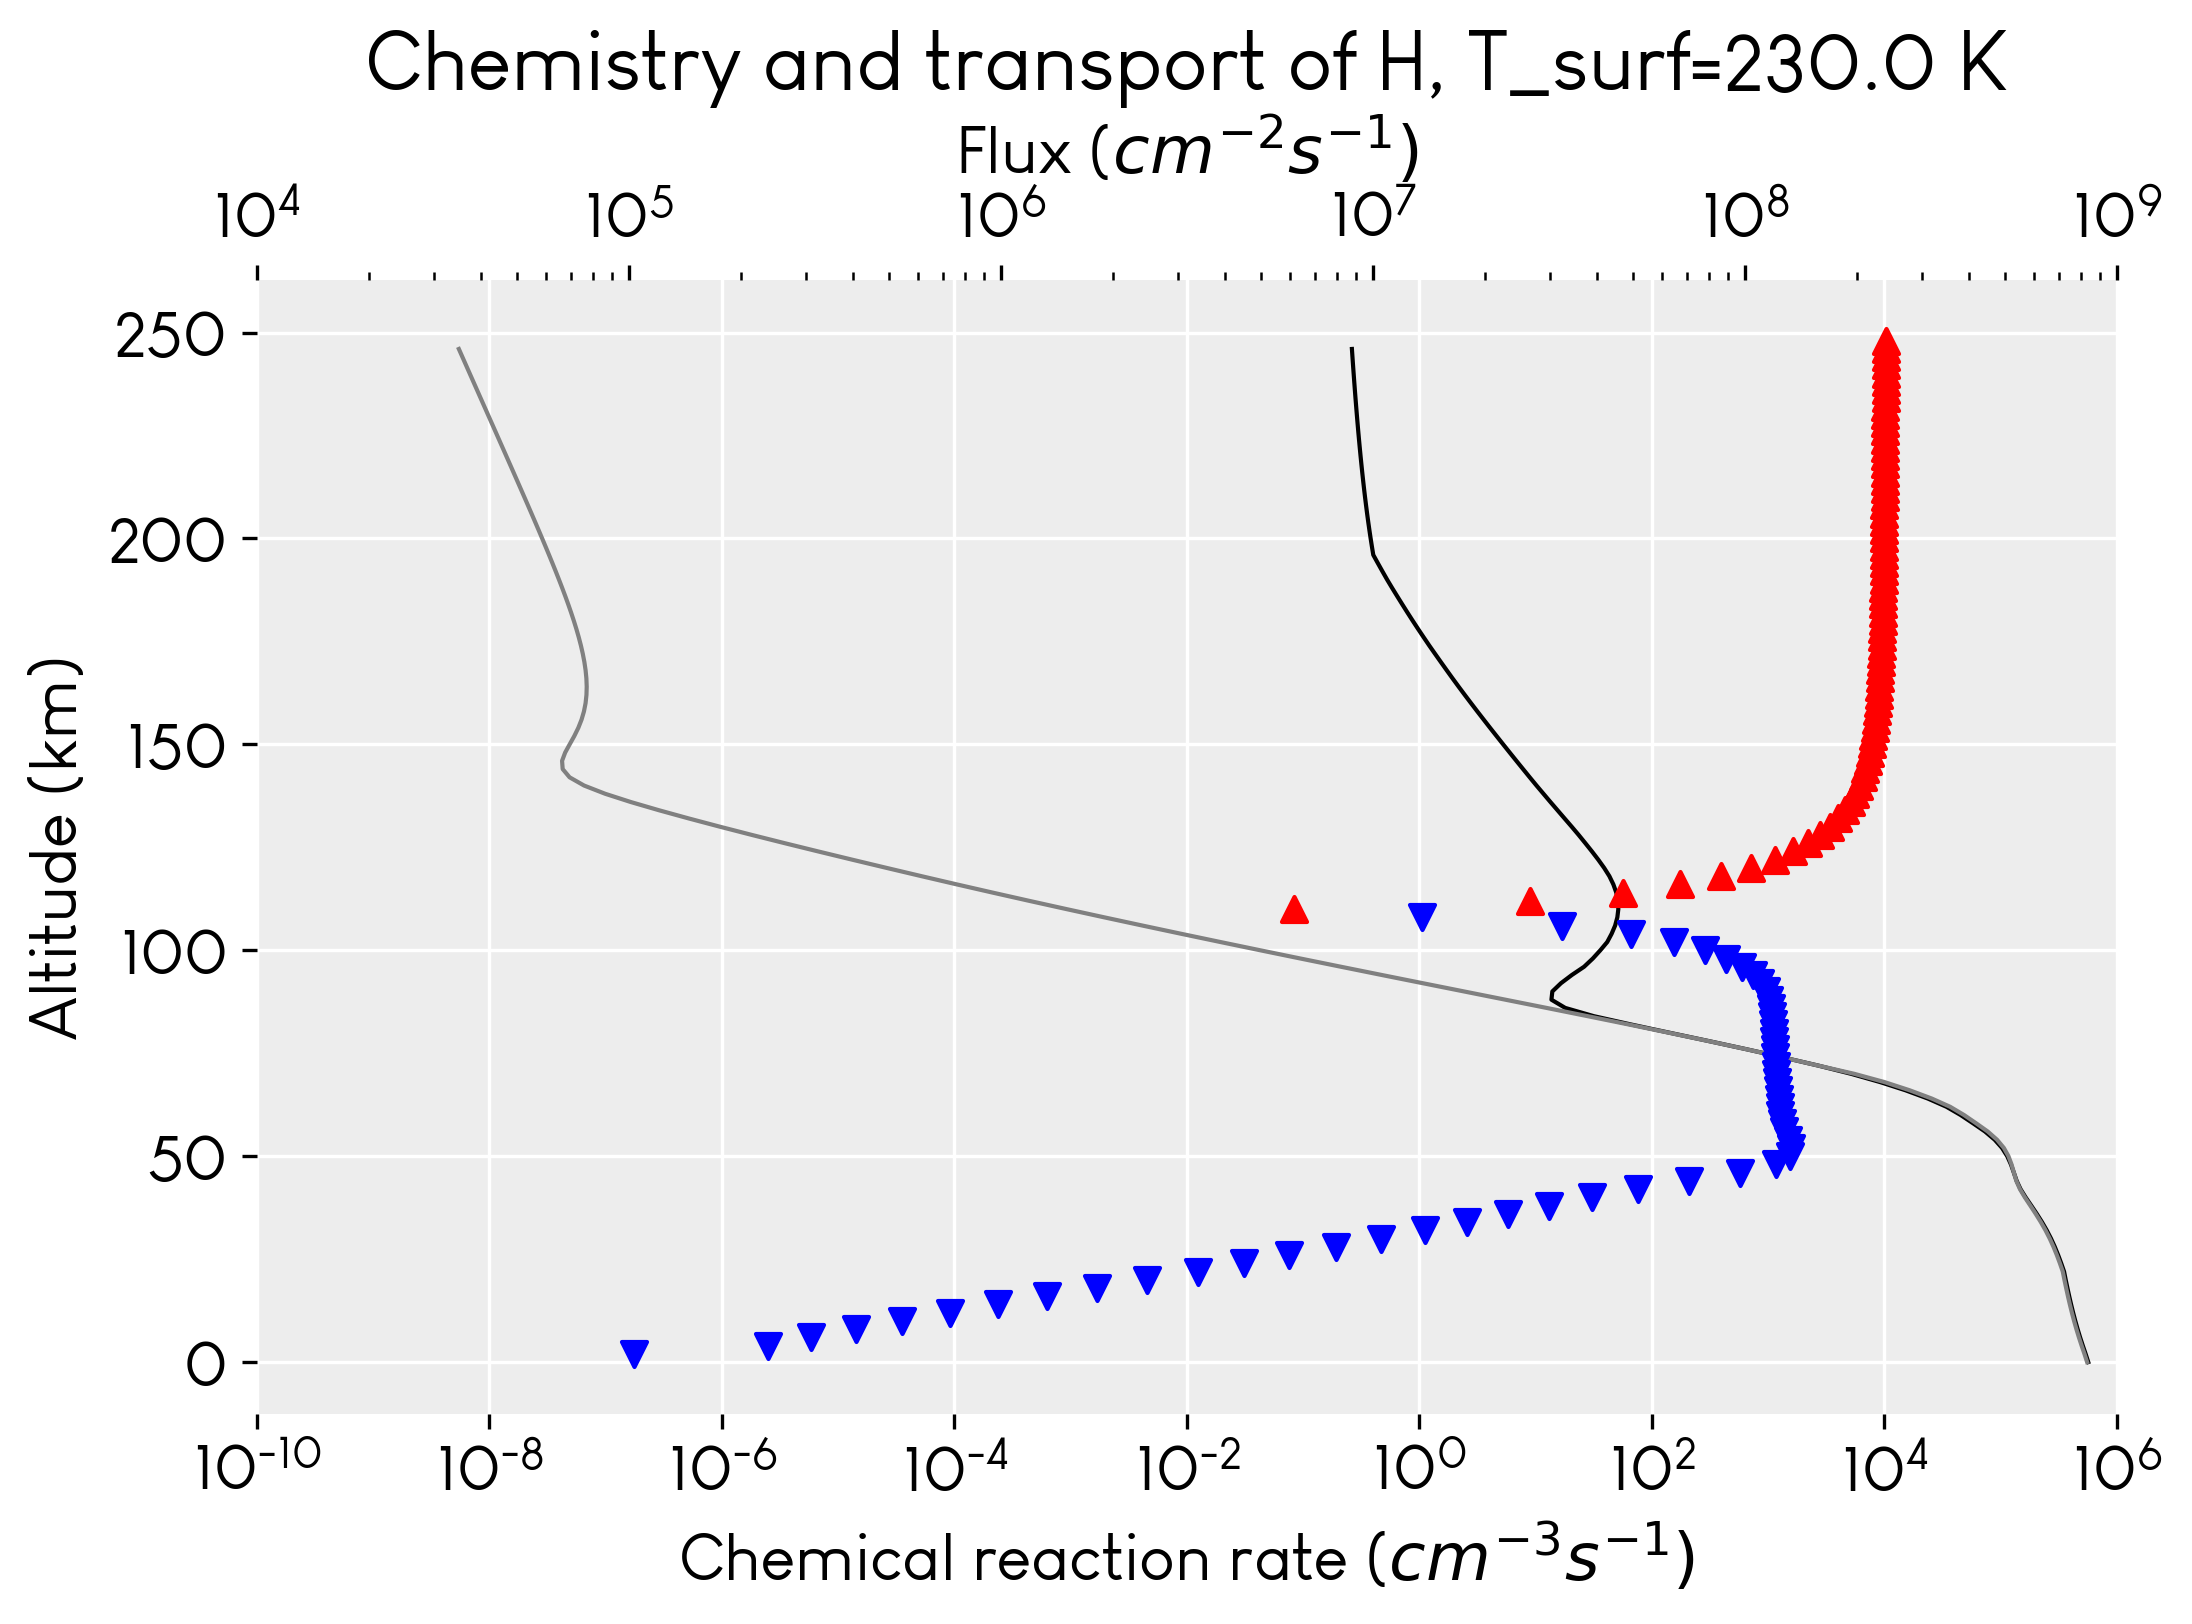 Chemistry and transport of H, T_surf=230.0 K
Flux (cm⁻²s⁻¹)
10⁴ 10⁵ 10⁶ 10⁷ 10⁸ 10⁹
250
200
150
100
50
0
Altitude (km)
10⁻¹⁰ 10⁻⁸ 10⁻⁶ 10⁻⁴ 10⁻² 10⁰ 10² 10⁴ 10⁶
Chemical reaction rate (cm⁻³s⁻¹)